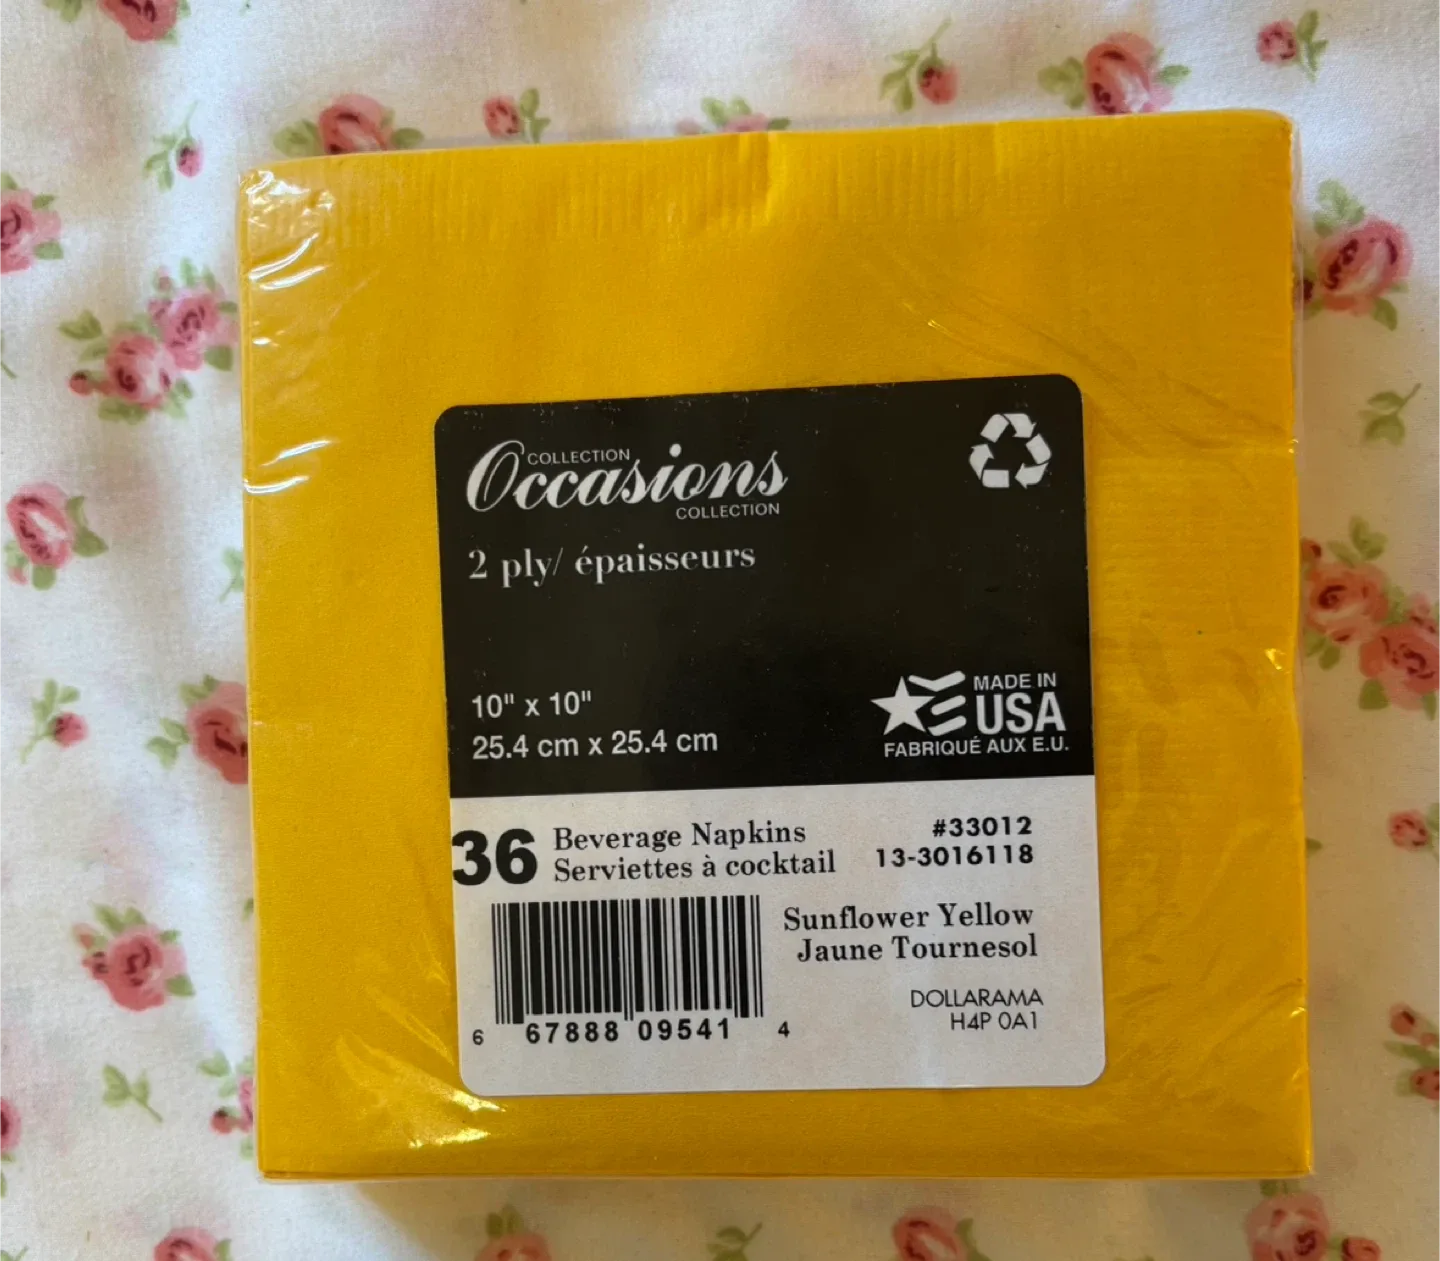 COLLECTION
Occasions
COLLECTION
2 ply/ épaisseurs
10" x 10"
25.4 cm x 25.4 cm
MADE IN
USA
FABRIQUÉ AUX E.U.
36 Beverage Napkins
Serviettes à cocktail
#33012
13-3016118
Sunflower Yellow
Jaune Tournesol
DOLLARAMA
H4P 0A1
6 67888 09541 4